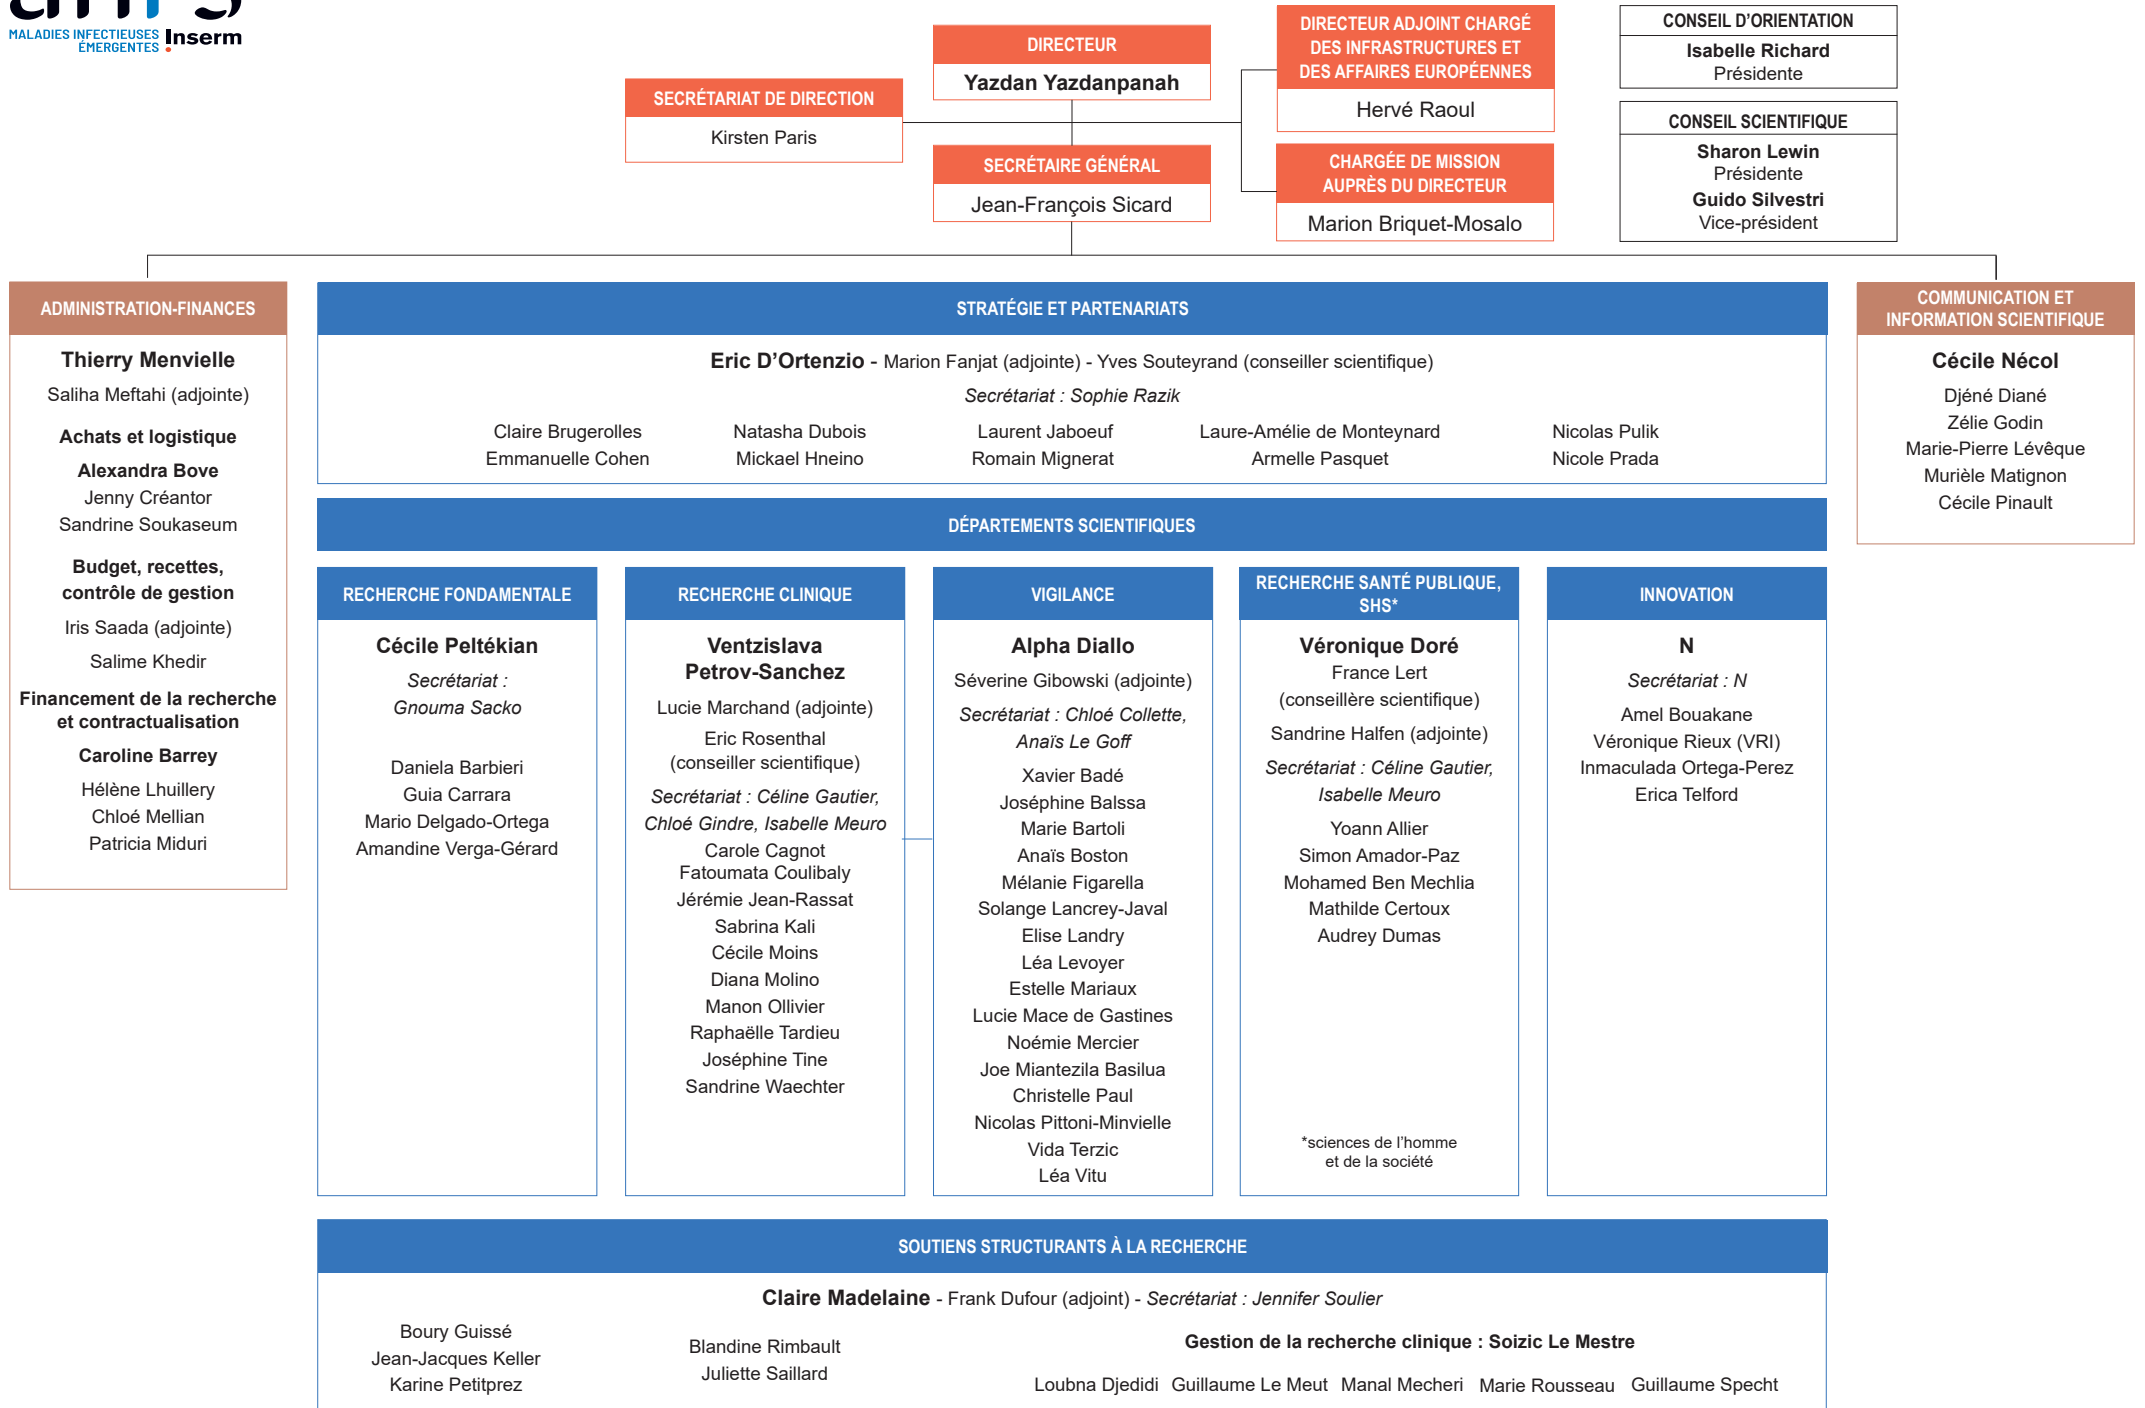 anrs
MALADIES INFECTIEUSES
ÉMERGENTES
Inserm
DIRECTEUR
Yazdan Yazdanpanah
SECRÉTARIAT DE DIRECTION
Kirsten Paris
SECRÉTAIRE GÉNÉRAL
Jean-François Sicard
DIRECTEUR ADJOINT CHARGÉ
DES INFRASTRUCTURES ET
DES AFFAIRES EUROPÉENNES
Hervé Raoul
CHARGÉE DE MISSION
AUPRÈS DU DIRECTEUR
Marion Briquet-Mosalo
CONSEIL D'ORIENTATION
Isabelle Richard
Présidente
CONSEIL SCIENTIFIQUE
Sharon Lewin
Présidente
Guido Silvestri
Vice-président
ADMINISTRATION-FINANCES
Thierry Menvielle
Saliha Meftahi (adjointe)
Achats et logistique
Alexandra Bove
Jenny Créantor
Sandrine Soukaseum
Budget, recettes,
contrôle de gestion
Iris Saada (adjointe)
Salime Khedir
Financement de la recherche
et contractualisation
Caroline Barrey
Hélène Lhuillery
Chloé Mellian
Patricia Miduri
STRATÉGIE ET PARTENARIATS
Eric D'Ortenzio - Marion Fanjat (adjointe) - Yves Souteyrand (conseiller scientifique)
Secrétariat : Sophie Razik
Claire Brugerolles Natasha Dubois Laurent Jaboeuf Laure-Amélie de Monteynard Nicolas Pulik
Emmanuelle Cohen Mickael Hneino Romain Mignerat Armelle Pasquet Nicole Prada
COMMUNICATION ET
INFORMATION SCIENTIFIQUE
Cécile Nécol
Djéné Diané
Zélie Godin
Marie-Pierre Lévêque
Murièle Matignon
Cécile Pinault
DÉPARTEMENTS SCIENTIFIQUES
RECHERCHE FONDAMENTALE
Cécile Peltékian
Secrétariat :
Gnouma Sacko
Daniela Barbieri
Guia Carrara
Mario Delgado-Ortega
Amandine Verga-Gérard
RECHERCHE CLINIQUE
Ventzislava
Petrov-Sanchez
Lucie Marchand (adjointe)
Eric Rosenthal
(conseiller scientifique)
Secrétariat : Céline Gautier,
Chloé Gindre, Isabelle Meuro
Carole Cagnot
Fatoumata Coulibaly
Jérémie Jean-Rassat
Sabrina Kali
Cécile Moins
Diana Molino
Manon Ollivier
Raphaëlle Tardieu
Joséphine Tine
Sandrine Waechter
VIGILANCE
Alpha Diallo
Séverine Gibowski (adjointe)
Secrétariat : Chloé Collette,
Anaïs Le Goff
Xavier Badé
Joséphine Balssa
Marie Bartoli
Anaïs Boston
Mélanie Figarella
Solange Lancrey-Javal
Elise Landry
Léa Levoyer
Estelle Mariaux
Lucie Mace de Gastines
Noémie Mercier
Joe Miantezila Basilua
Christelle Paul
Nicolas Pittoni-Minvielle
Vida Terzic
Léa Vitu
RECHERCHE SANTÉ PUBLIQUE,
SHS*
Véronique Doré
France Lert
(conseillère scientifique)
Sandrine Halfen (adjointe)
Secrétariat : Céline Gautier,
Isabelle Meuro
Yoann Allier
Simon Amador-Paz
Mohamed Ben Mechlia
Mathilde Certoux
Audrey Dumas
*sciences de l'homme
et de la société
INNOVATION
N
Secrétariat : N
Amel Bouakane
Véronique Rieux (VRI)
Inmaculada Ortega-Perez
Erica Telford
SOUTIENS STRUCTURANTS À LA RECHERCHE
Claire Madelaine - Frank Dufour (adjoint) - Secrétariat : Jennifer Soulier
Boury Guissé
Jean-Jacques Keller
Karine Petitprez
Blandine Rimbault
Juliette Saillard
Gestion de la recherche clinique : Soizic Le Mestre
Loubna Djedidi Guillaume Le Meut Manal Mecheri Marie Rousseau Guillaume Specht